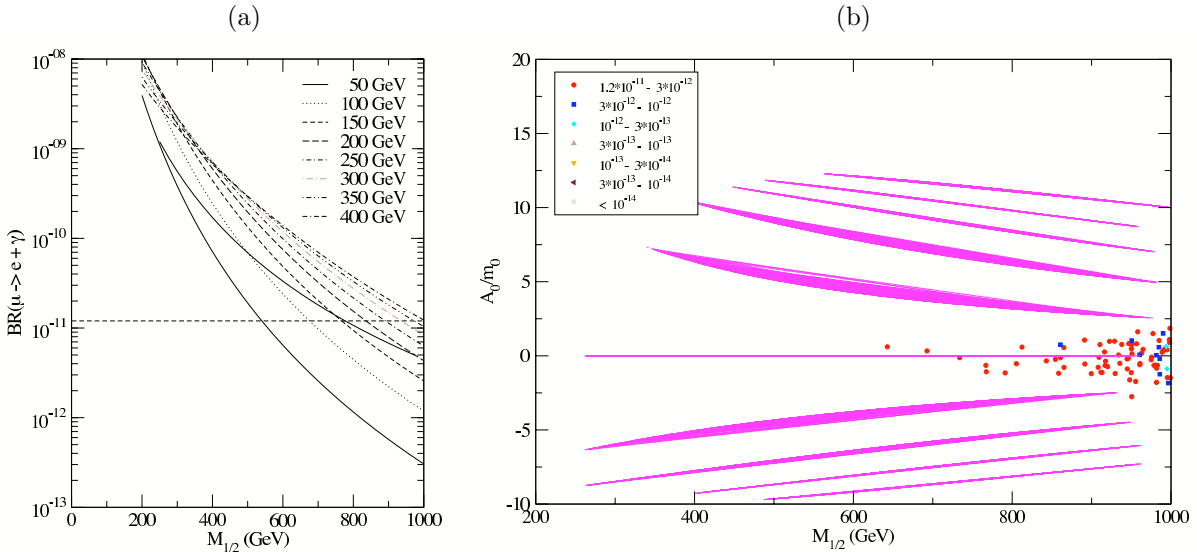 (a)
(b)
10^-08
10^-09
10^-10
10^-11
10^-12
10^-13
BR(μ -> e + γ)
0 200 400 600 800 1000
M_1/2 (GeV)
50 GeV
100 GeV
150 GeV
200 GeV
250 GeV
300 GeV
350 GeV
400 GeV
20
15
10
5
0
-5
-10
A_0/m_0
1.2*10^-11 - 3*10^-12
3*10^-12 - 10^-12
10^-12 - 3*10^-13
3*10^-13 - 10^-13
10^-13 - 3*10^-14
3*10^-13 - 10^-14
< 10^-14
200 400 600 800 1000
M_1/2 (GeV)